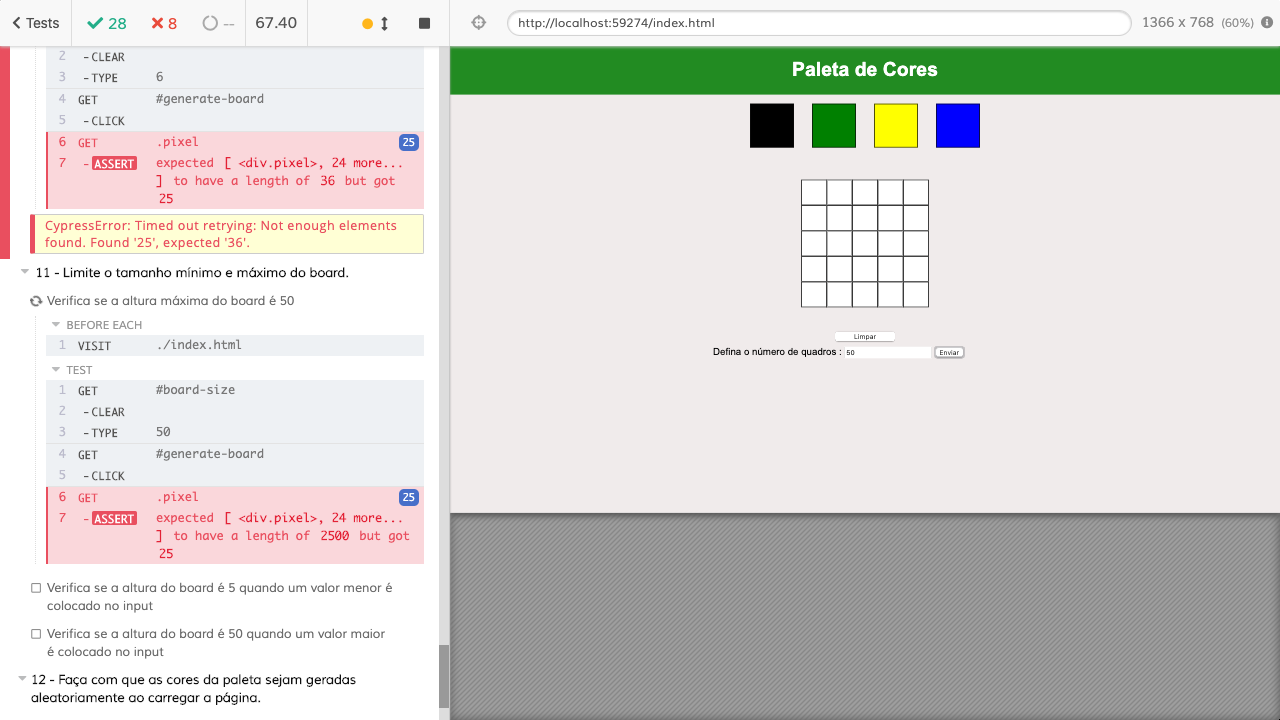 Tests
28
8
--
67.40
http://localhost:59274/index.html
1366 x 768 (60%)
2 -CLEAR
3 -TYPE 6
4 GET #generate-board
5 -CLICK
6 GET .pixel 25
7 -ASSERT expected [ <div.pixel>, 24 more...
] to have a length of 36 but got
25
CypressError: Timed out retrying: Not enough elements
found. Found '25', expected '36'.
11 - Limite o tamanho mínimo e máximo do board.
Verifica se a altura máxima do board é 50
BEFORE EACH
1 VISIT ./index.html
TEST
1 GET #board-size
2 -CLEAR
3 -TYPE 50
4 GET #generate-board
5 -CLICK
6 GET .pixel 25
7 -ASSERT expected [ <div.pixel>, 24 more...
] to have a length of 2500 but got
25
Verifica se a altura do board é 5 quando um valor menor é
colocado no input
Verifica se a altura do board é 50 quando um valor maior
é colocado no input
12 - Faça com que as cores da paleta sejam geradas
aleatoriamente ao carregar a página.
Paleta de Cores
Limpar
Defina o número de quadros : 50 Enviar